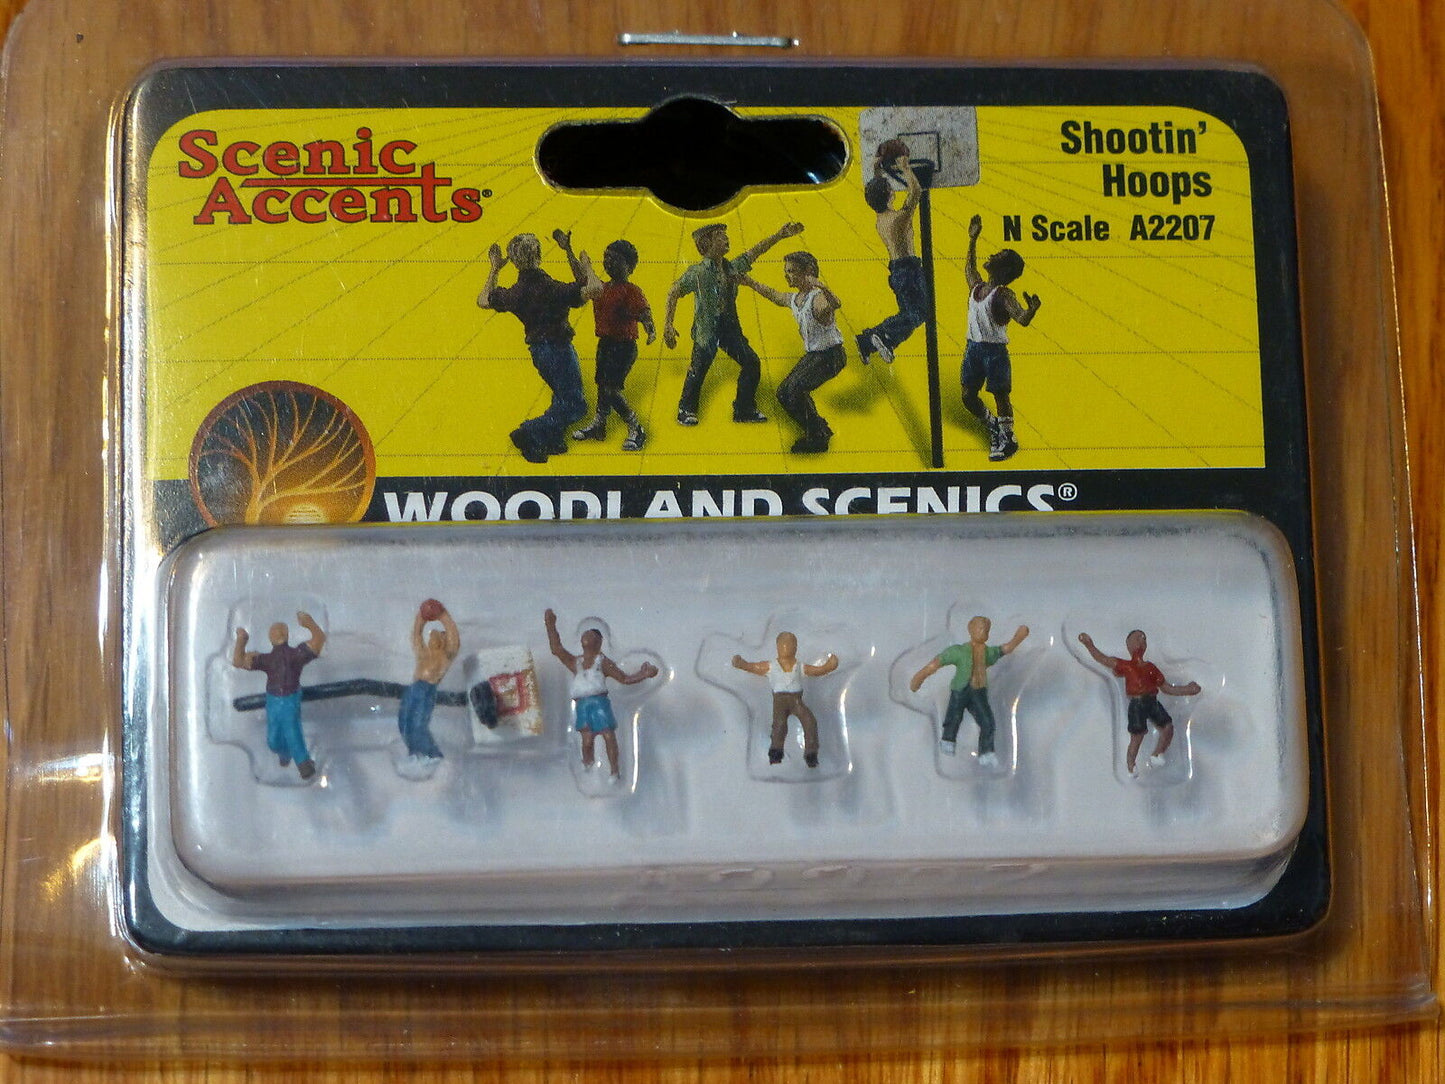 Scenic
Accents®
Shootin'
Hoops
N Scale A2207
WOODLAND SCENICS®